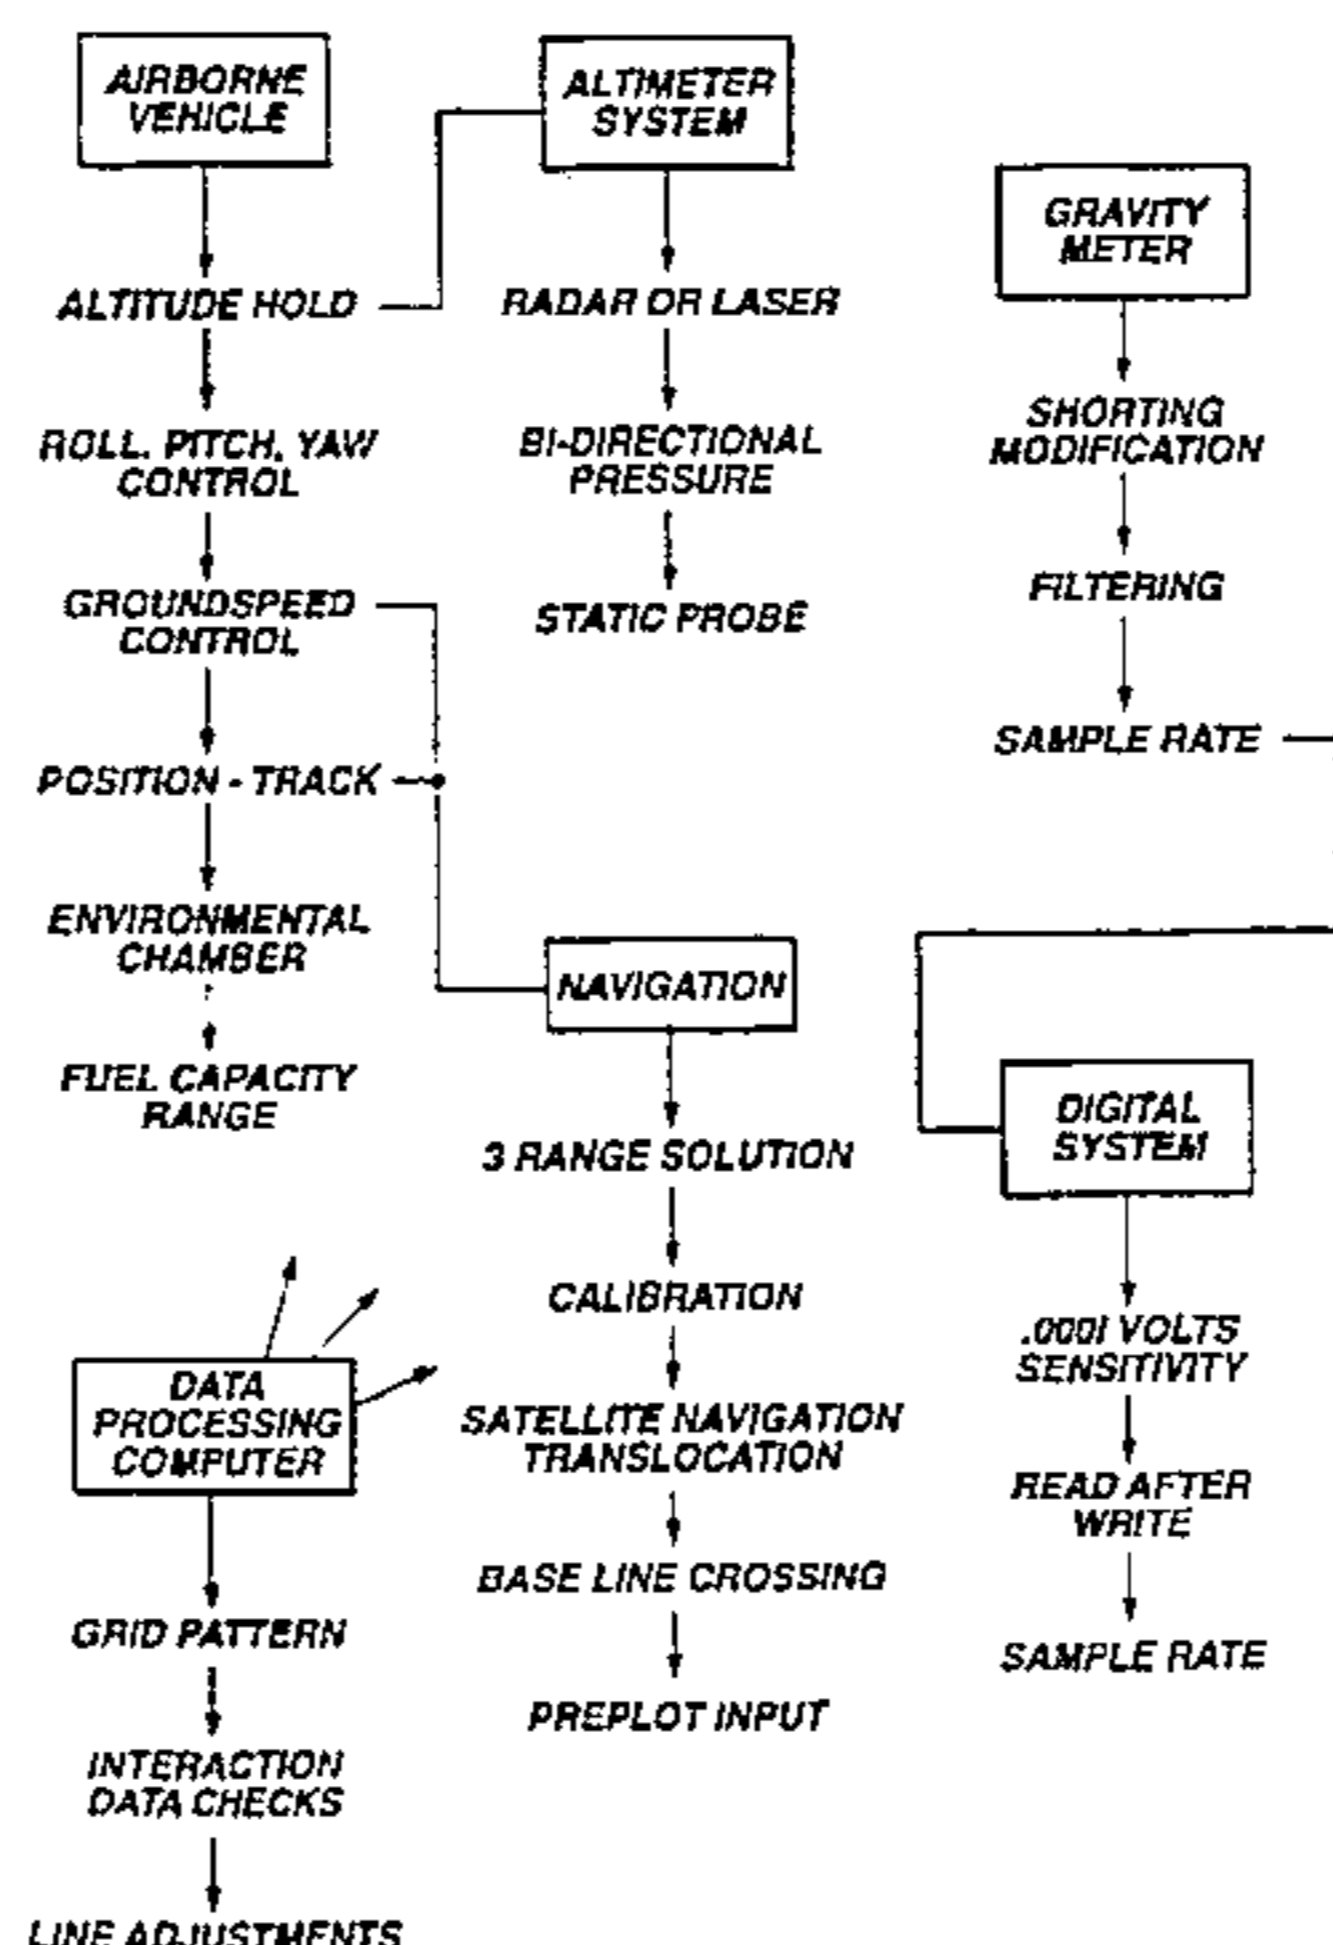 AIRBORNE
VEHICLE
ALTITUDE HOLD
ROLL. PITCH, YAW
CONTROL
GROUNDSPEED
CONTROL
POSITION - TRACK
ENVIRONMENTAL
CHAMBER
FUEL CAPACITY
RANGE
ALTIMETER
SYSTEM
RADAR OR LASER
BI-DIRECTIONAL
PRESSURE
STATIC PROBE
GRAVITY
METER
SHORTING
MODIFICATION
FILTERING
SAMPLE RATE
NAVIGATION
3 RANGE SOLUTION
CALIBRATION
SATELLITE NAVIGATION
TRANSLOCATION
BASE LINE CROSSING
PREPLOT INPUT
DIGITAL
SYSTEM
.0001 VOLTS
SENSITIVITY
READ AFTER
WRITE
SAMPLE RATE
DATA
PROCESSING
COMPUTER
GRID PATTERN
INTERACTION
DATA CHECKS
LINE ADJUSTMENTS